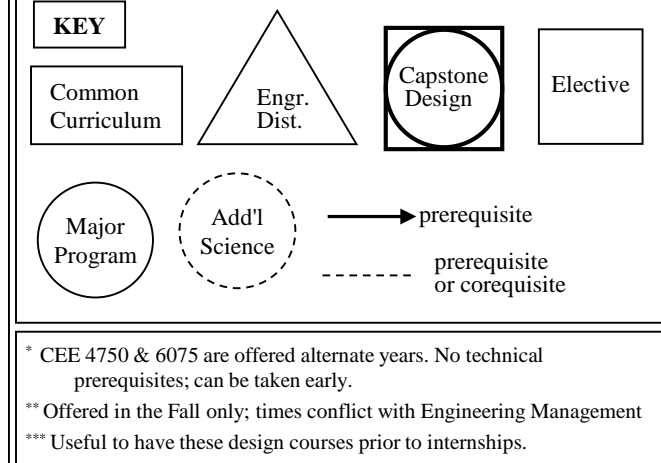 KEY
Common
Curriculum
Engr.
Dist.
Capstone
Design
Elective
Major
Program
Add'l
Science
prerequisite
prerequisite
or corequisite
* CEE 4750 & 6075 are offered alternate years. No technical
prerequisites; can be taken early.
** Offered in the Fall only; times conflict with Engineering Management
*** Useful to have these design courses prior to internships.